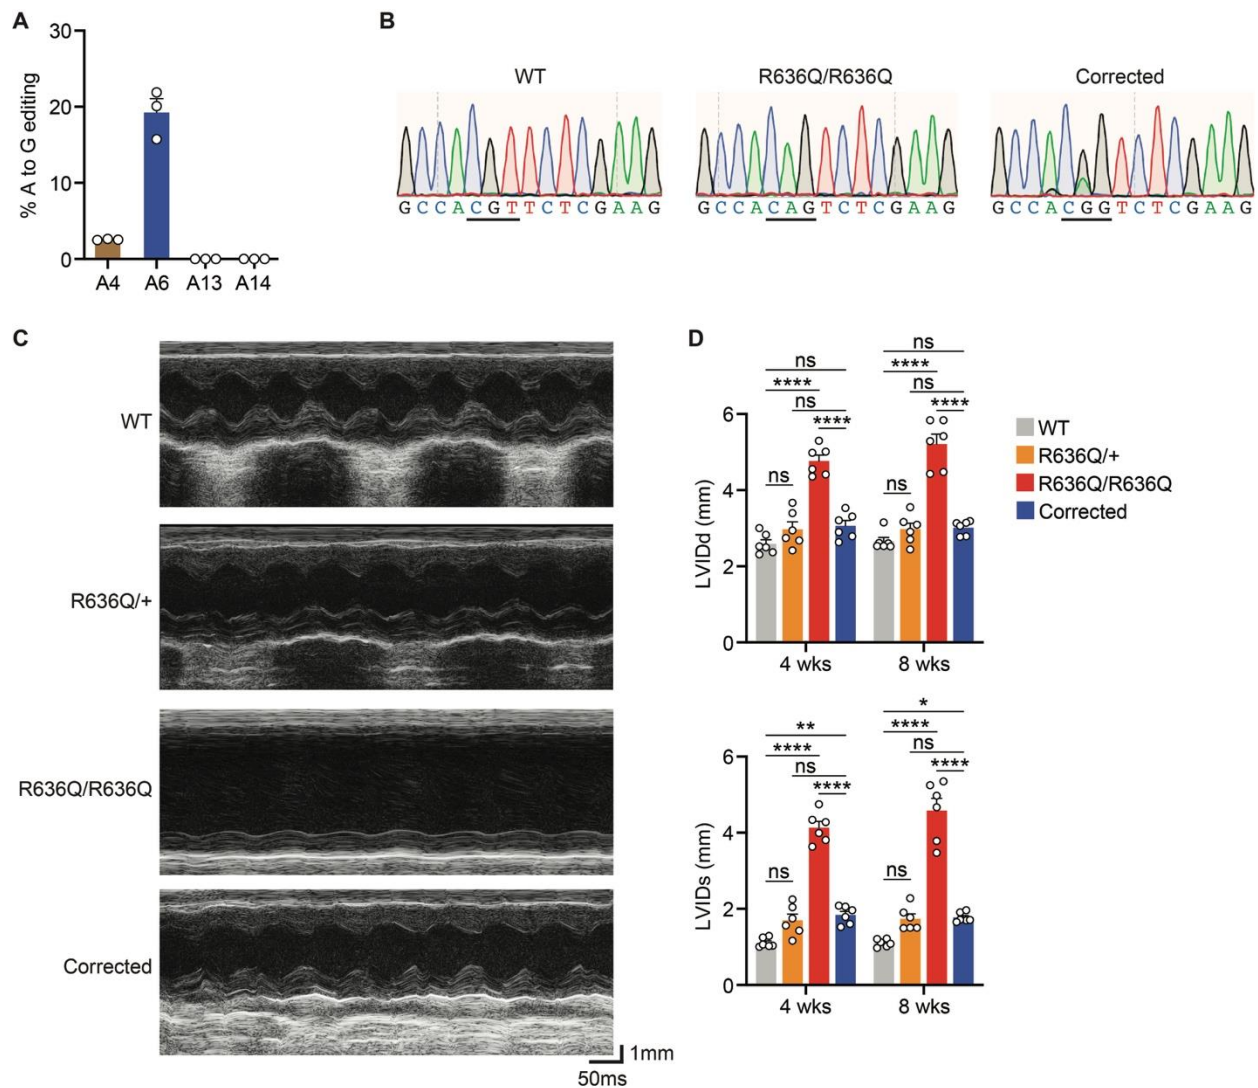 A
% A to G editing
30
20
10
0
A4 A6 A13 A14
B
WT R636Q/R636Q Corrected
GCCACGTTCTCGAAG GCCACAGTCTCGAAG GCCACGGTCTCGAAG
C
WT
R636Q/+
R636Q/R636Q
Corrected
1mm
50ms
D
ns
****
ns
****
ns
ns
****
ns
****
ns
LVIDd (mm)
6
4
2
0
4 wks 8 wks
WT
R636Q/+
R636Q/R636Q
Corrected
**
****
ns
****
ns
*
****
ns
****
ns
LVIDs (mm)
6
4
2
0
4 wks 8 wks